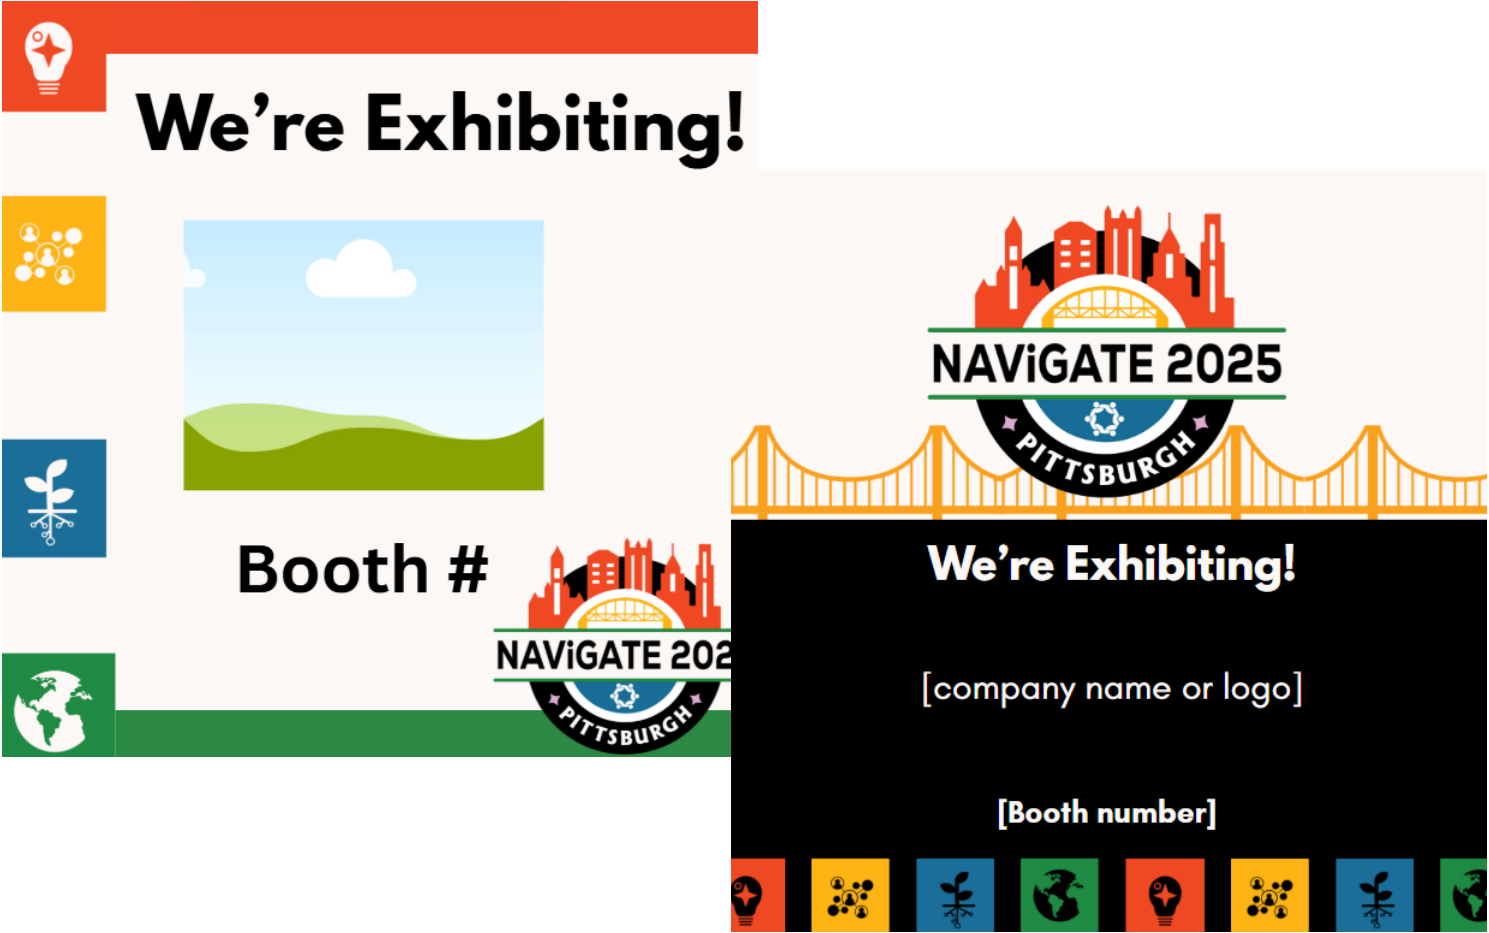 We’re Exhibiting!
Booth #
NAViGATE 202
PITTSBURGH
NAViGATE 2025
PITTSBURGH
We’re Exhibiting!
[company name or logo]
[Booth number]